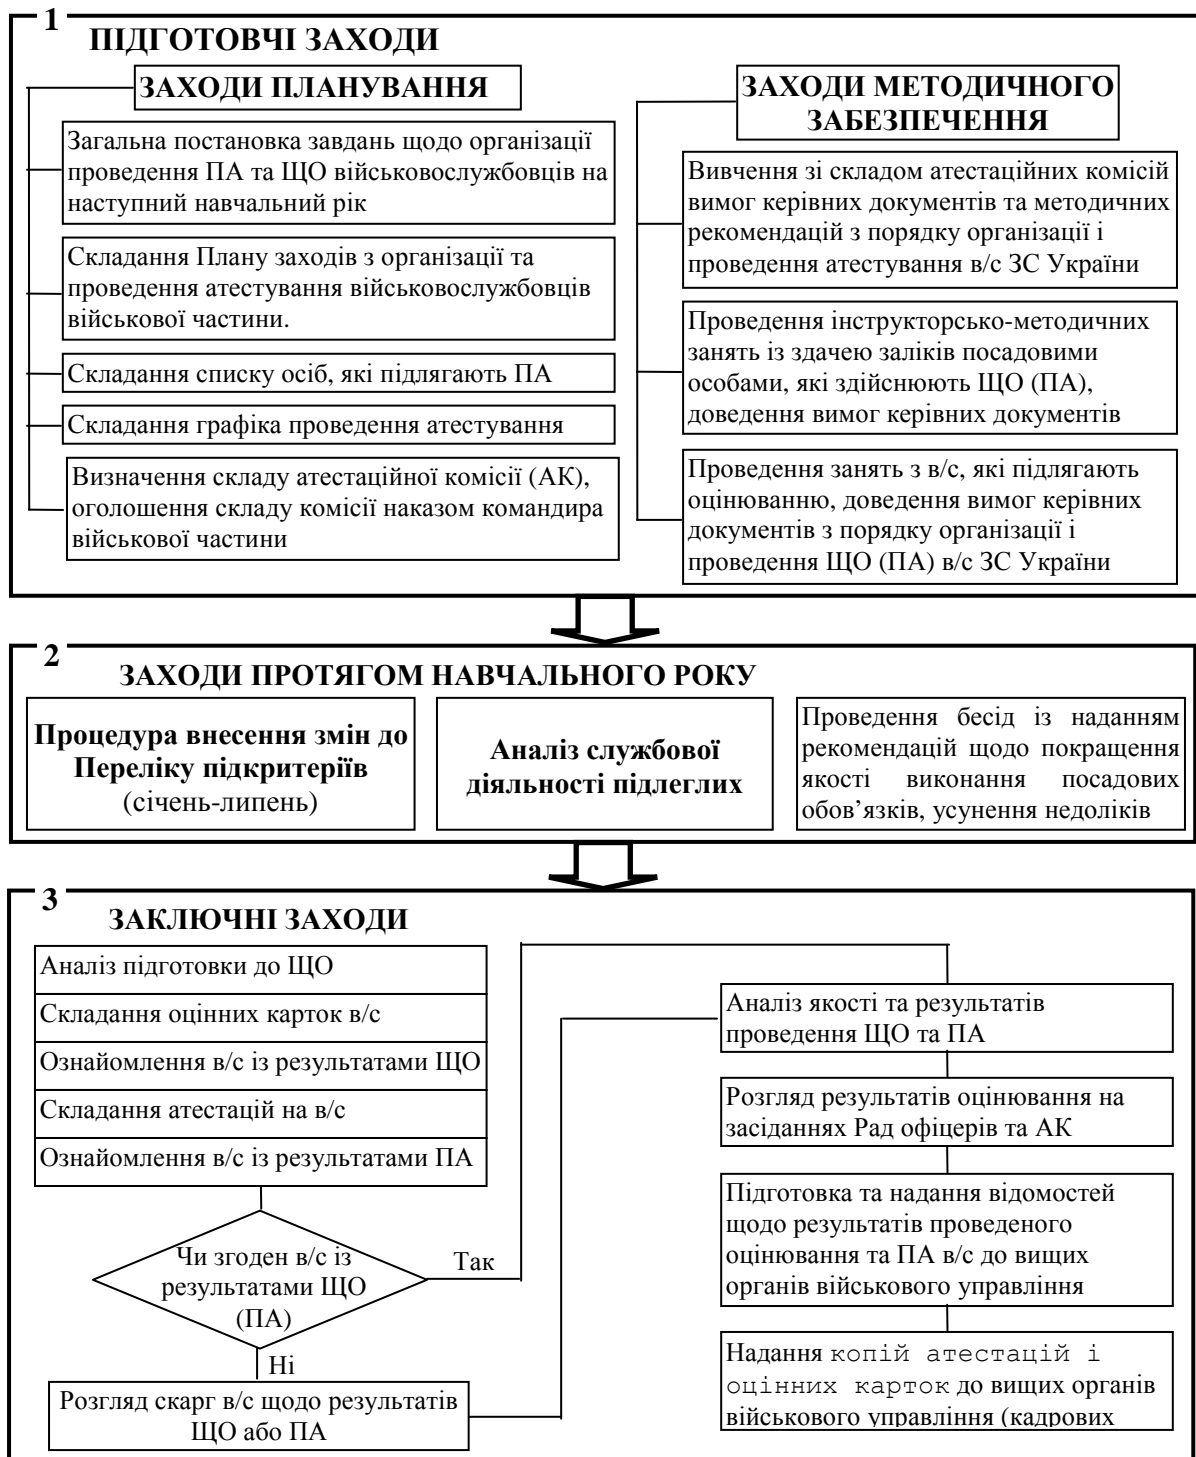 1
ПІДГОТОВЧІ ЗАХОДИ
ЗАХОДИ ПЛАНУВАННЯ
Загальна постановка завдань щодо організації
проведення ПА та ЩО військовослужбовців на
наступний навчальний рік
Складання Плану заходів з організації та
проведення атестування військовослужбовців
військової частини.
Складання списку осіб, які підлягають ПА
Складання графіка проведення атестування
Визначення складу атестаційної комісії (АК),
оголошення складу комісії наказом командира
військової частини
ЗАХОДИ МЕТОДИЧНОГО
ЗАБЕЗПЕЧЕННЯ
Вивчення зі складом атестаційних комісій
вимог керівних документів та методичних
рекомендацій з порядку організації і
проведення атестування в/с ЗС України
Проведення інструкторсько-методичних
занять із здачею заліків посадовими
особами, які здійснюють ЩО (ПА),
доведення вимог керівних документів
Проведення занять з в/с, які підлягають
оцінюванню, доведення вимог керівних
документів з порядку організації і
проведення ЩО (ПА) в/с ЗС України
2
ЗАХОДИ ПРОТЯГОМ НАВЧАЛЬНОГО РОКУ
Процедура внесення змін до
Переліку підкритеріїв
(січень-липень)
Аналіз службової
діяльності підлеглих
Проведення бесід із наданням
рекомендацій щодо покращення
якості виконання посадових
обов’язків, усунення недоліків
3
ЗАКЛЮЧНІ ЗАХОДИ
Аналіз підготовки до ЩО
Складання оцінних карток в/с
Ознайомлення в/с із результатами ЩО
Складання атестацій на в/с
Ознайомлення в/с із результатами ПА
Чи згоден в/с із
результатами ЩО
(ПА)
Так
Ні
Розгляд скарг в/с щодо результатів
ЩО або ПА
Аналіз якості та результатів
проведення ЩО та ПА
Розгляд результатів оцінювання на
засіданнях Рад офіцерів та АК
Підготовка та надання відомостей
щодо результатів проведеного
оцінювання та ПА в/с до вищих
органів військового управління
Надання копій атестацій і
оцінних карток до вищих органів
військового управління (кадрових